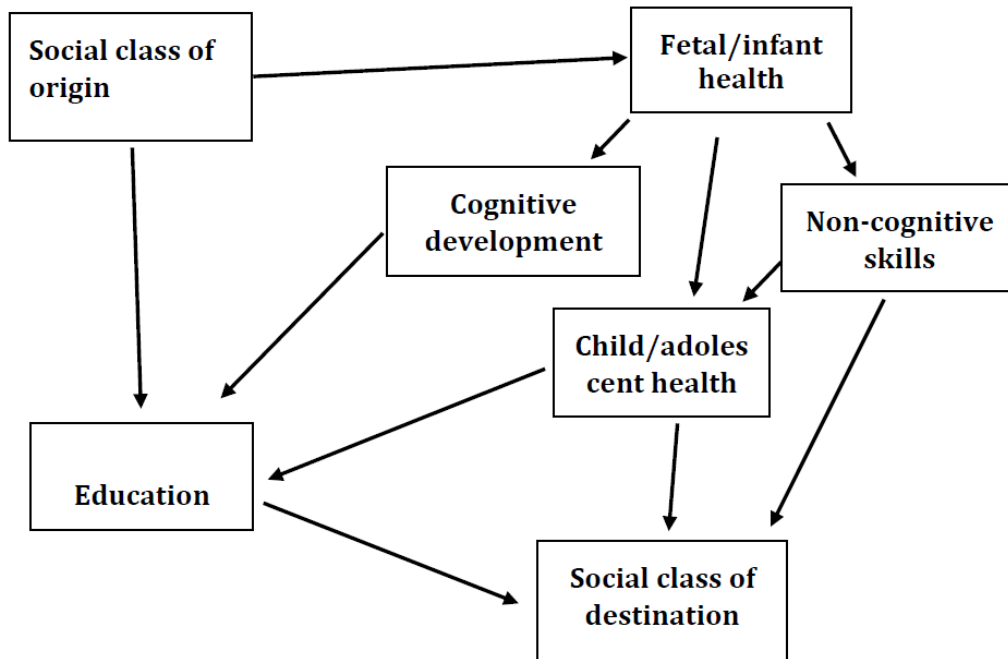 Social class of
origin
Fetal/infant
health
Cognitive
development
Non-cognitive
skills
Child/adoles
cent health
Education
Social class of
destination